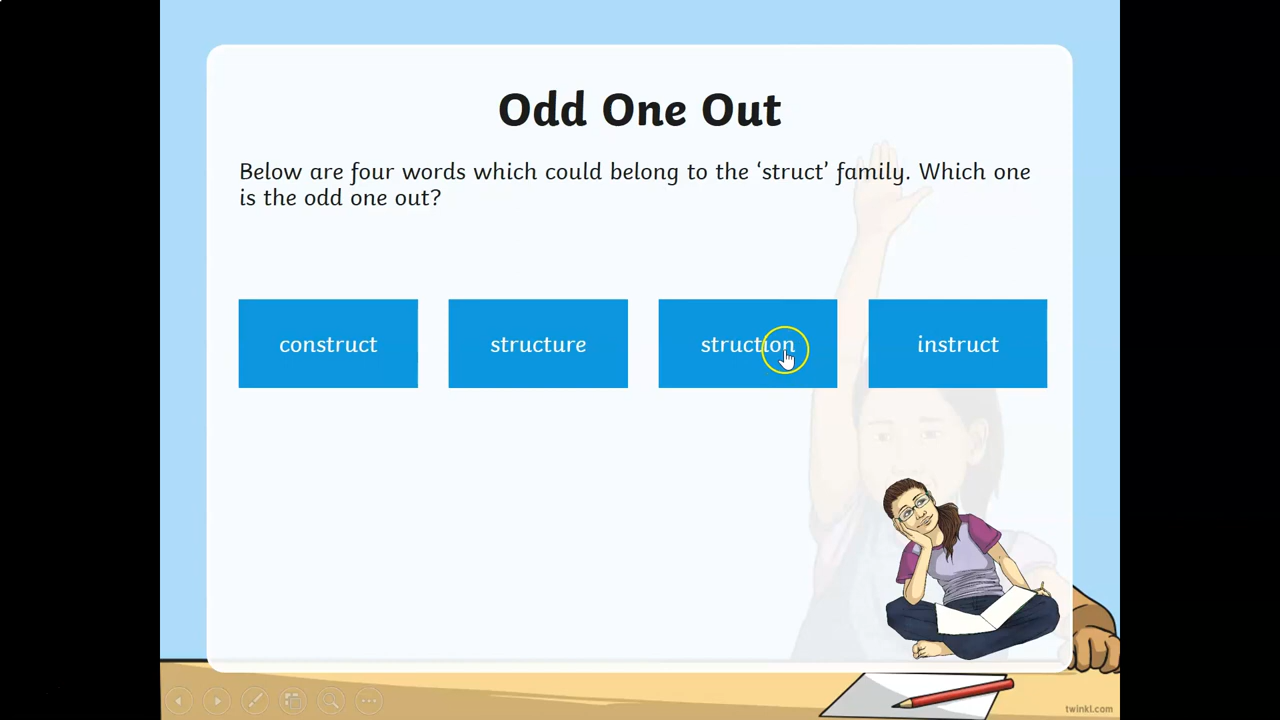 Odd One Out
Below are four words which could belong to the ‘struct’ family. Which one
is the odd one out?
construct
structure
struction
instruct
twinkl.com